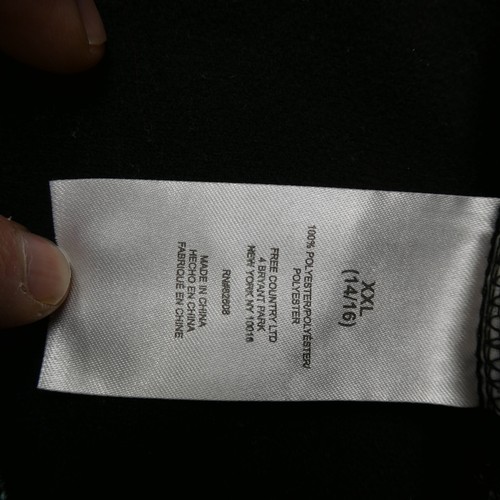 XXL
(14/16)
100% POLYESTER/POLYÉSTER/
POLYESTER
FREE COUNTRY LTD
4 BRYANT PARK
NEW YORK, NY 10018
RN#82808
MADE IN CHINA
HECHO EN CHINA
FABRIQUÉ EN CHINE